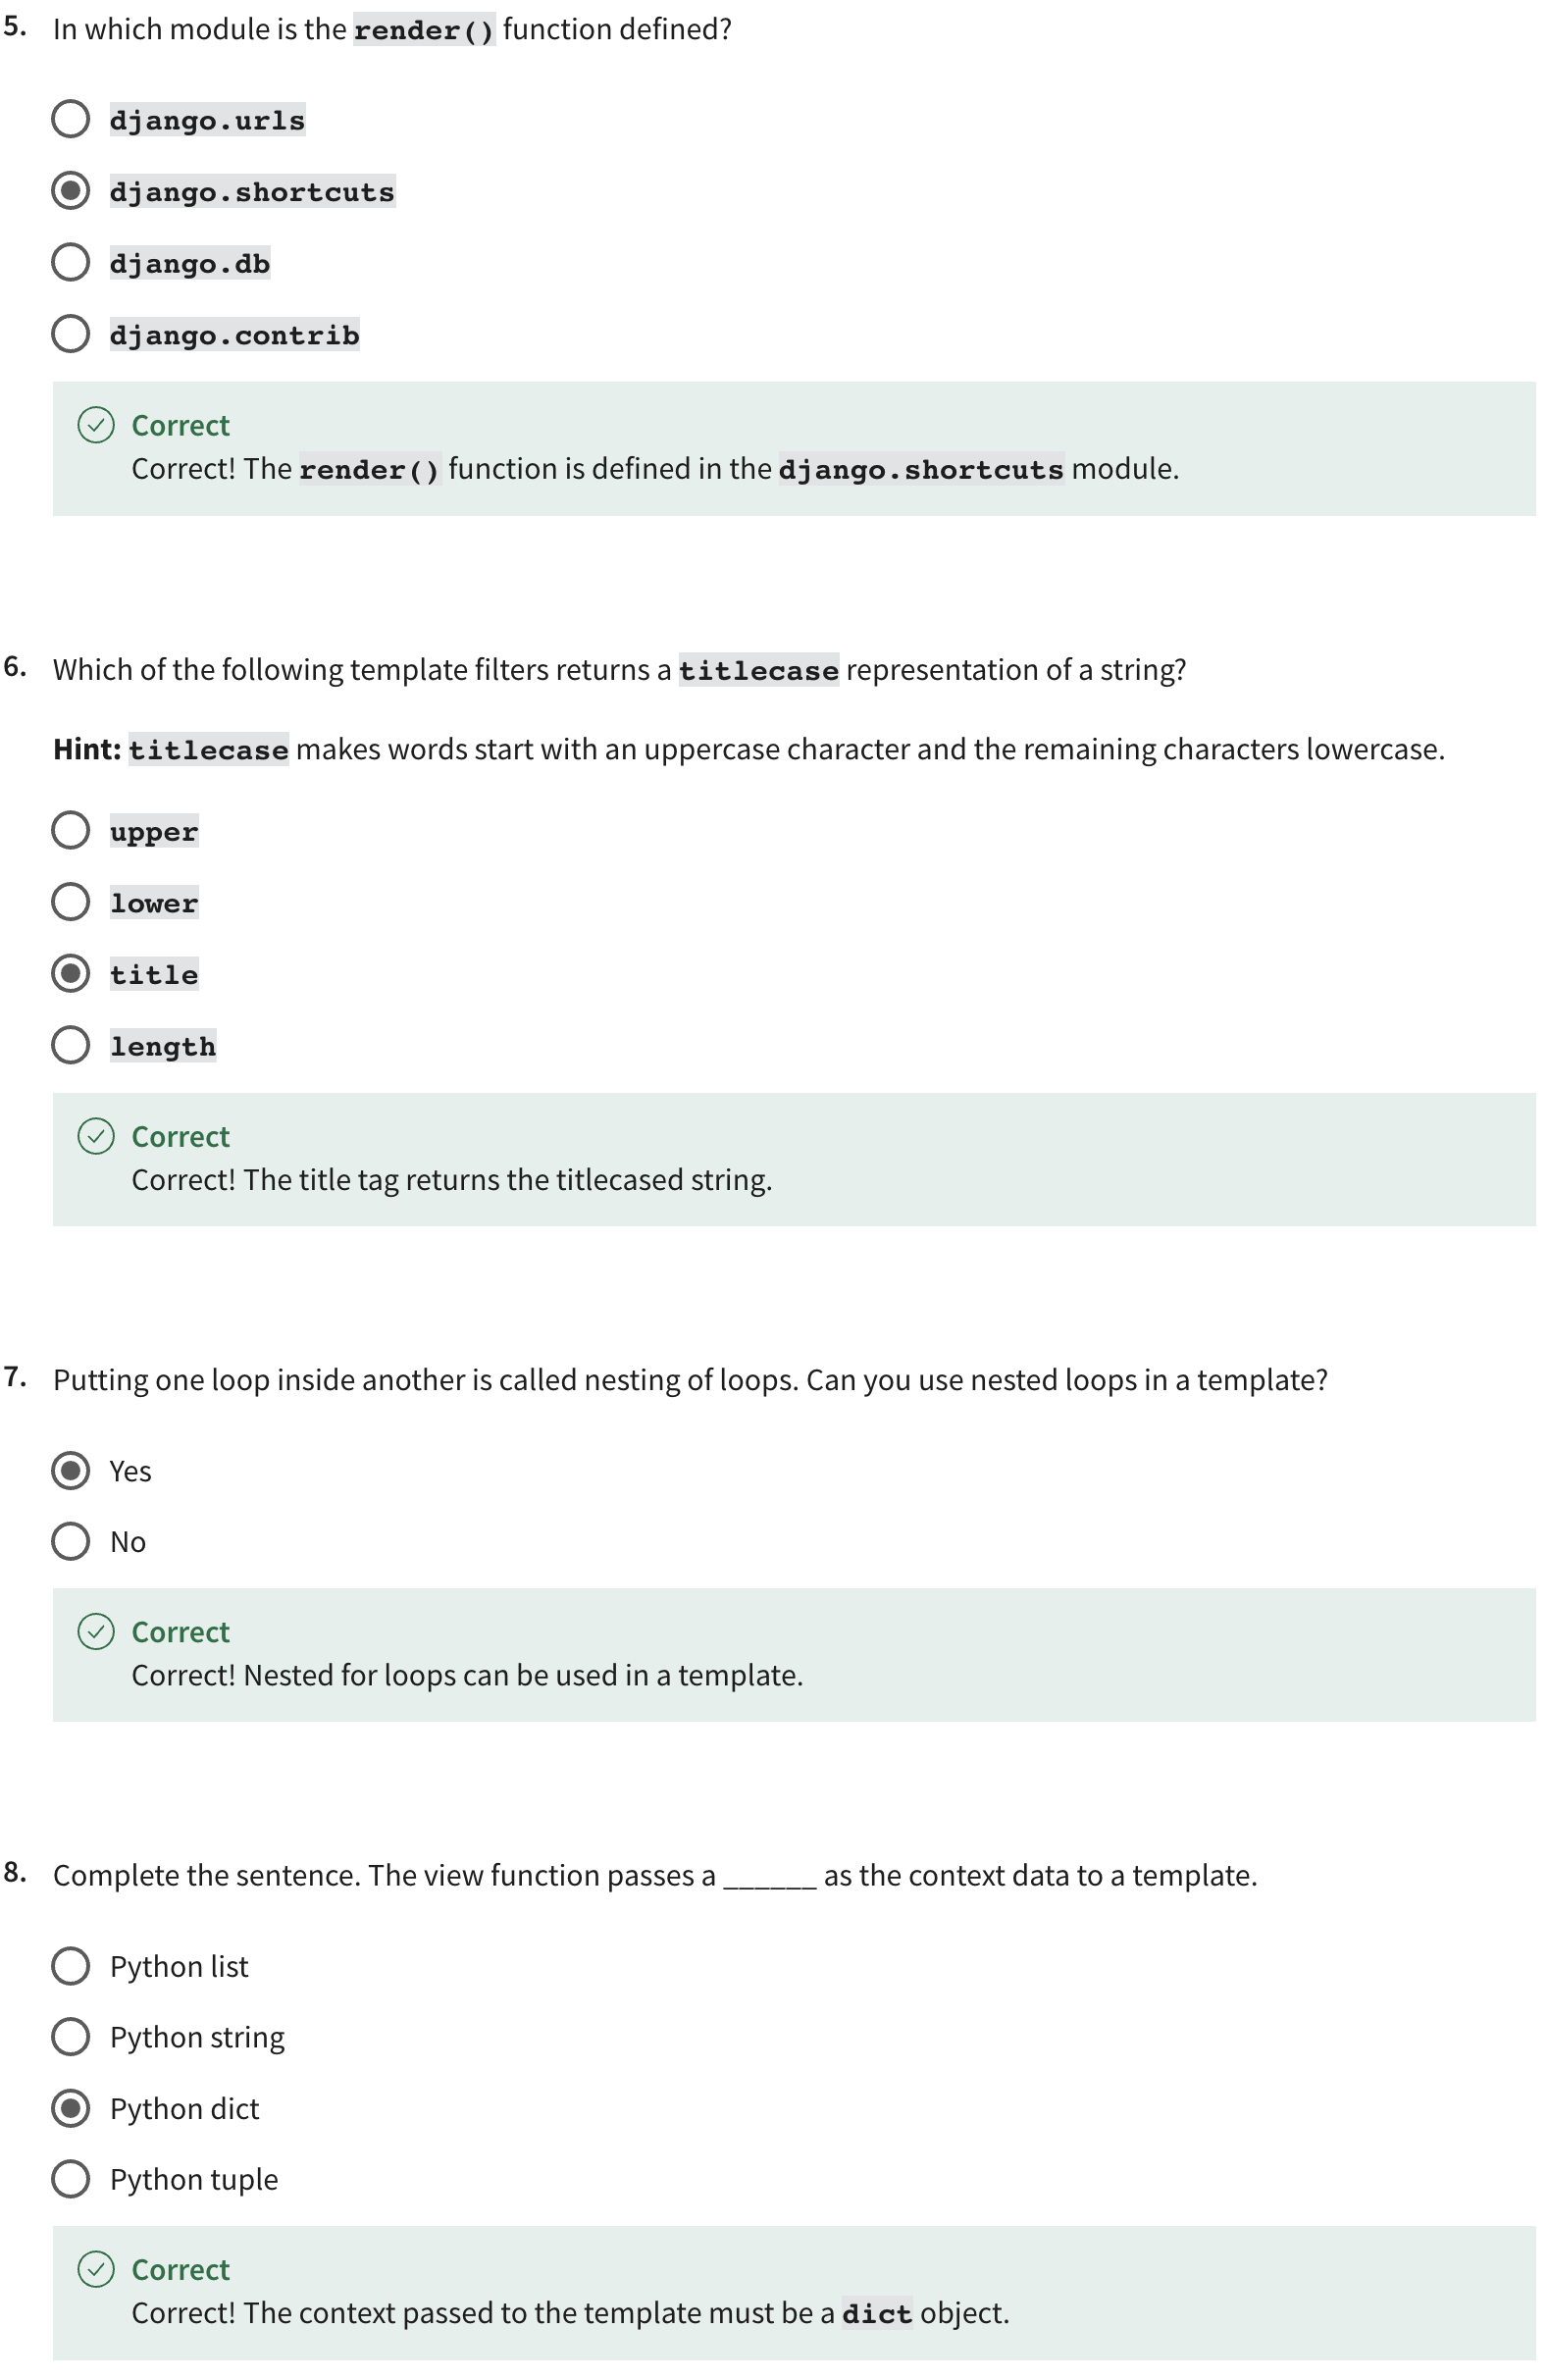 5. In which module is the render() function defined?
django.urls
django.shortcuts
django.db
django.contrib
Correct
Correct! The render() function is defined in the django.shortcuts module.
6. Which of the following template filters returns a titlecase representation of a string?
Hint: titlecase makes words start with an uppercase character and the remaining characters lowercase.
upper
lower
title
length
Correct
Correct! The title tag returns the titlecased string.
7. Putting one loop inside another is called nesting of loops. Can you use nested loops in a template?
Yes
No
Correct
Correct! Nested for loops can be used in a template.
8. Complete the sentence. The view function passes a ______ as the context data to a template.
Python list
Python string
Python dict
Python tuple
Correct
Correct! The context passed to the template must be a dict object.